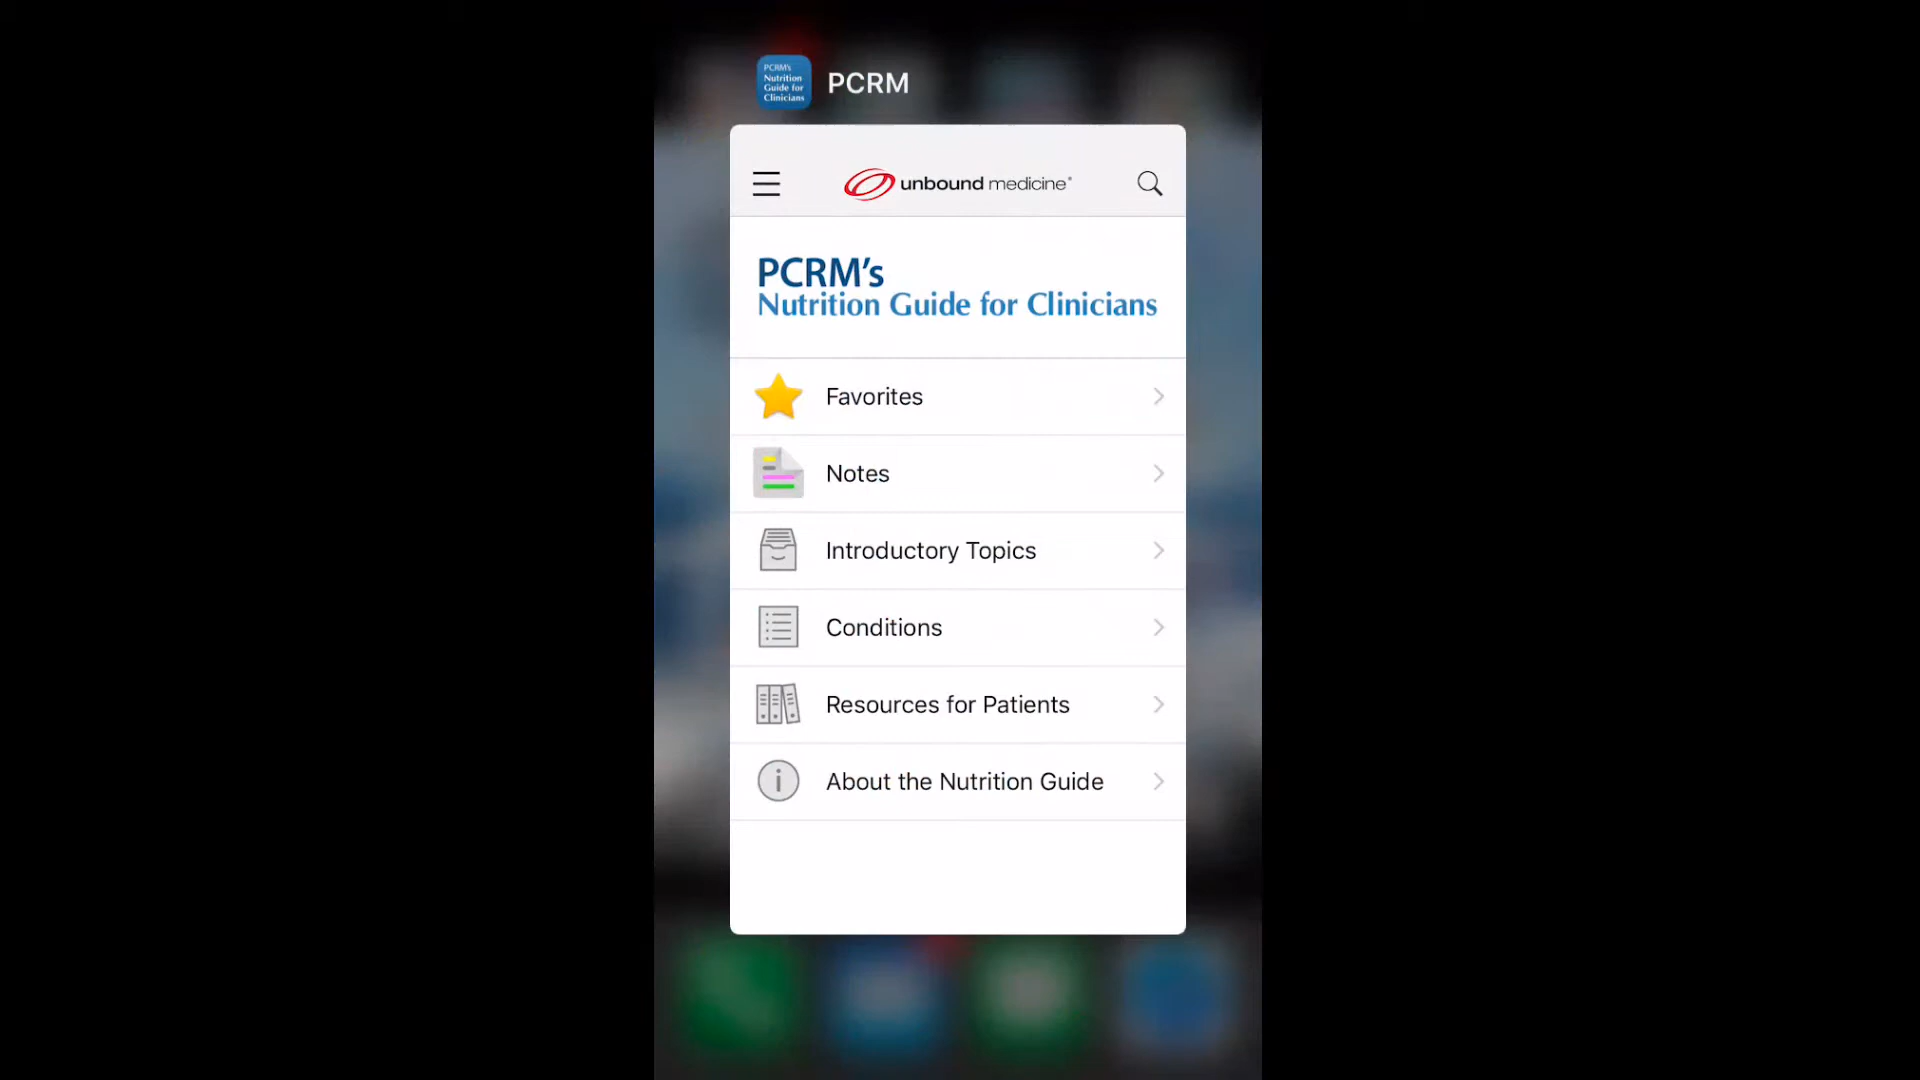 PCRM's
Nutrition
Guide for
Clinicians
PCRM
unbound medicine®
PCRM's
Nutrition Guide for Clinicians
Favorites
Notes
Introductory Topics
Conditions
Resources for Patients
About the Nutrition Guide